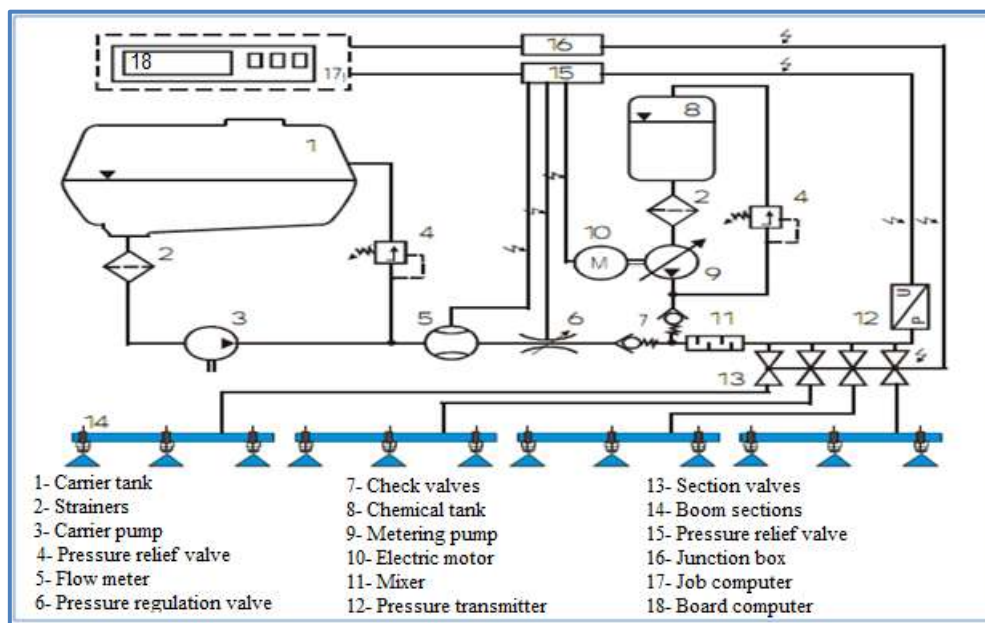 18
17
16
15
1
8
2
4
2
4
10
M
9
3
5
6
7
11
12
U
P
13
14
1- Carrier tank
2- Strainers
3- Carrier pump
4- Pressure relief valve
5- Flow meter
6- Pressure regulation valve
7- Check valves
8- Chemical tank
9- Metering pump
10- Electric motor
11- Mixer
12- Pressure transmitter
13- Section valves
14- Boom sections
15- Pressure relief valve
16- Junction box
17- Job computer
18- Board computer